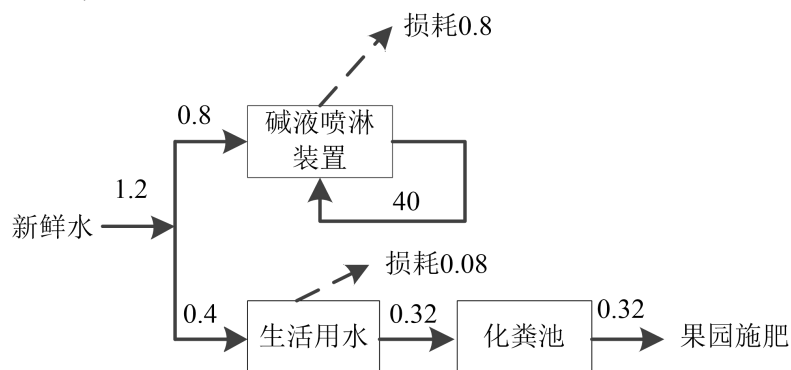 损耗0.8
0.8
碱液喷淋
装置
1.2
40
新鲜水
损耗0.08
0.4
生活用水
0.32
化粪池
0.32
果园施肥